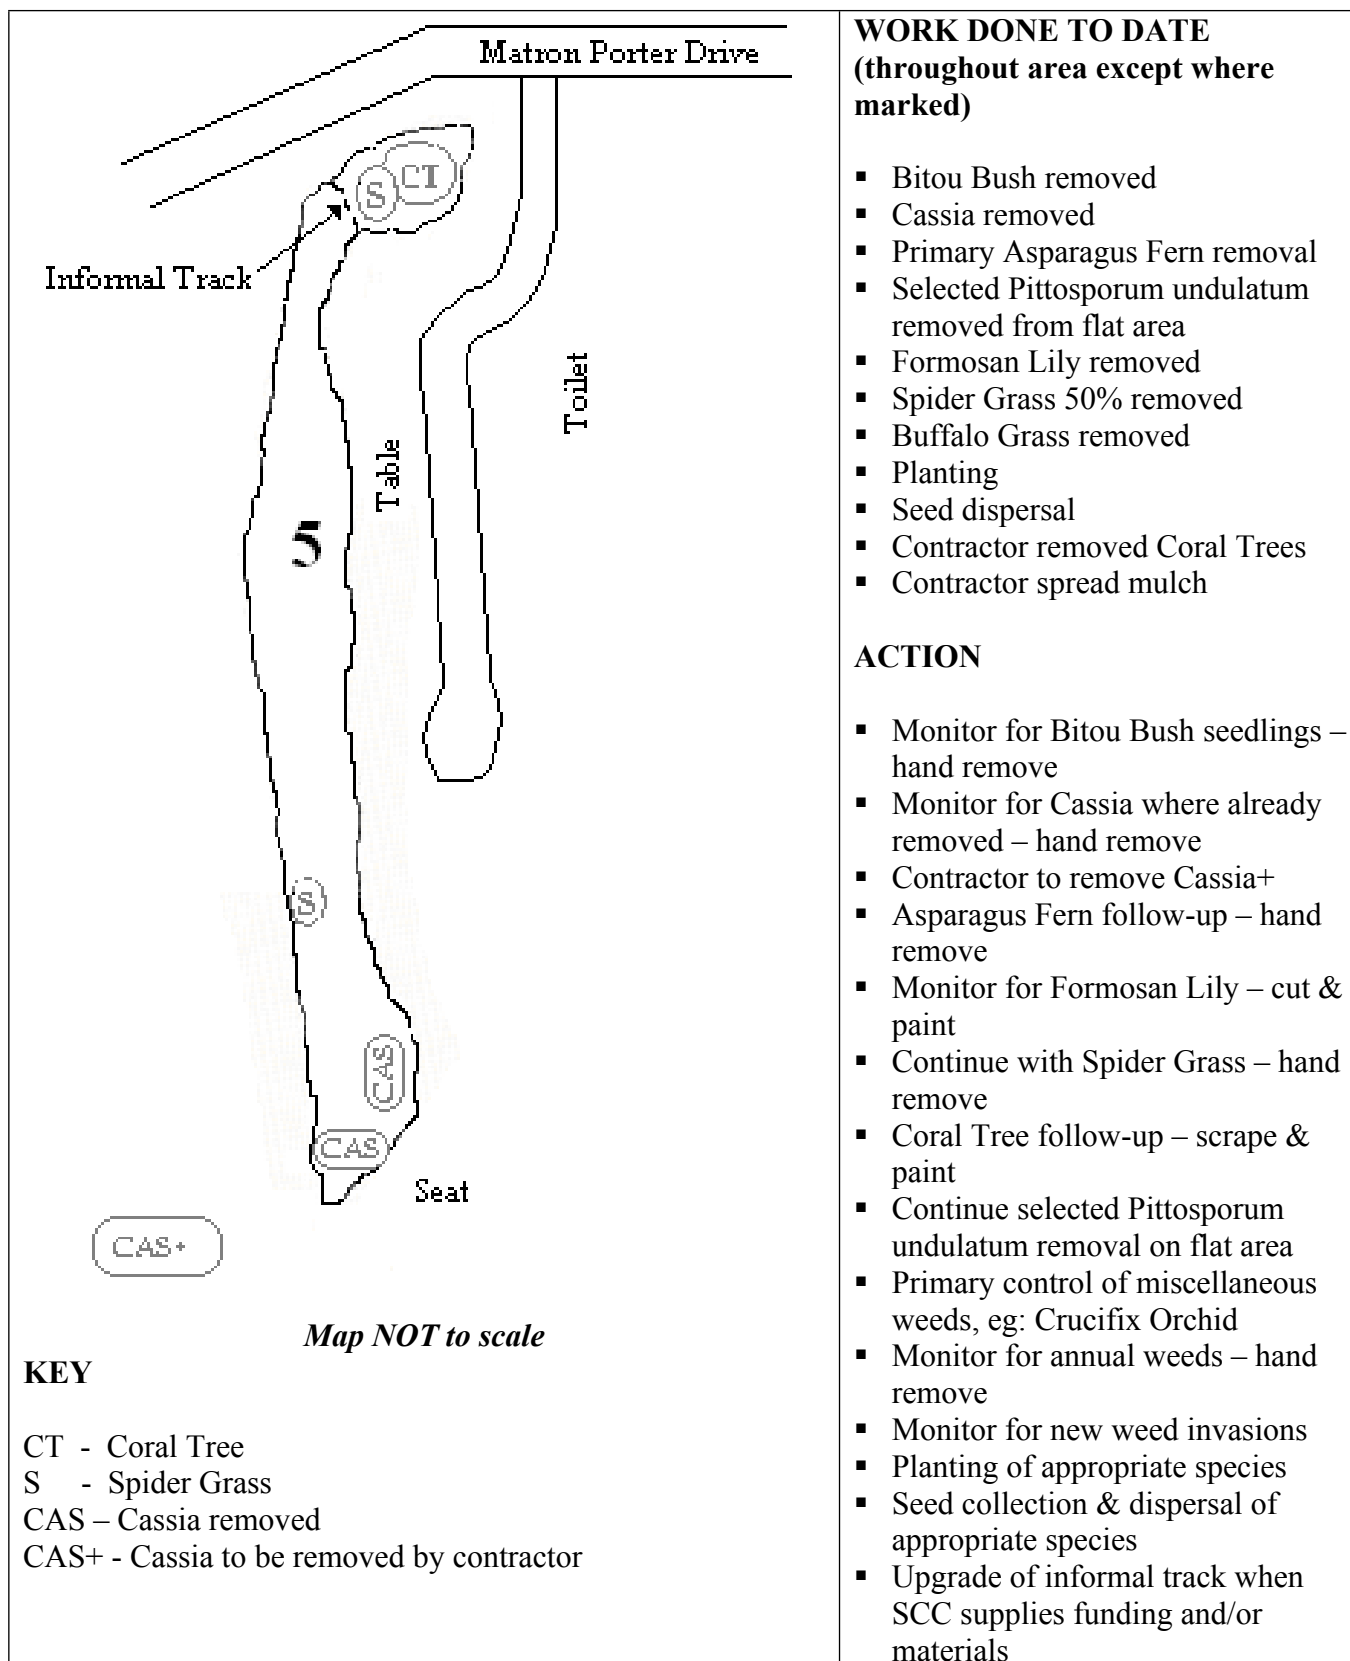 Matron Porter Drive
CT
S
Informal Track
Toilet
Table
5
S
CAS
CAS
Seat
CAS+
Map NOT to scale
KEY
CT - Coral Tree
S - Spider Grass
CAS – Cassia removed
CAS+ - Cassia to be removed by contractor
WORK DONE TO DATE
(throughout area except where
marked)
▪ Bitou Bush removed
▪ Cassia removed
▪ Primary Asparagus Fern removal
▪ Selected Pittosporum undulatum
removed from flat area
▪ Formosan Lily removed
▪ Spider Grass 50% removed
▪ Buffalo Grass removed
▪ Planting
▪ Seed dispersal
▪ Contractor removed Coral Trees
▪ Contractor spread mulch
ACTION
▪ Monitor for Bitou Bush seedlings –
hand remove
▪ Monitor for Cassia where already
removed – hand remove
▪ Contractor to remove Cassia+
▪ Asparagus Fern follow-up – hand
remove
▪ Monitor for Formosan Lily – cut &
paint
▪ Continue with Spider Grass – hand
remove
▪ Coral Tree follow-up – scrape &
paint
▪ Continue selected Pittosporum
undulatum removal on flat area
▪ Primary control of miscellaneous
weeds, eg: Crucifix Orchid
▪ Monitor for annual weeds – hand
remove
▪ Monitor for new weed invasions
▪ Planting of appropriate species
▪ Seed collection & dispersal of
appropriate species
▪ Upgrade of informal track when
SCC supplies funding and/or
materials